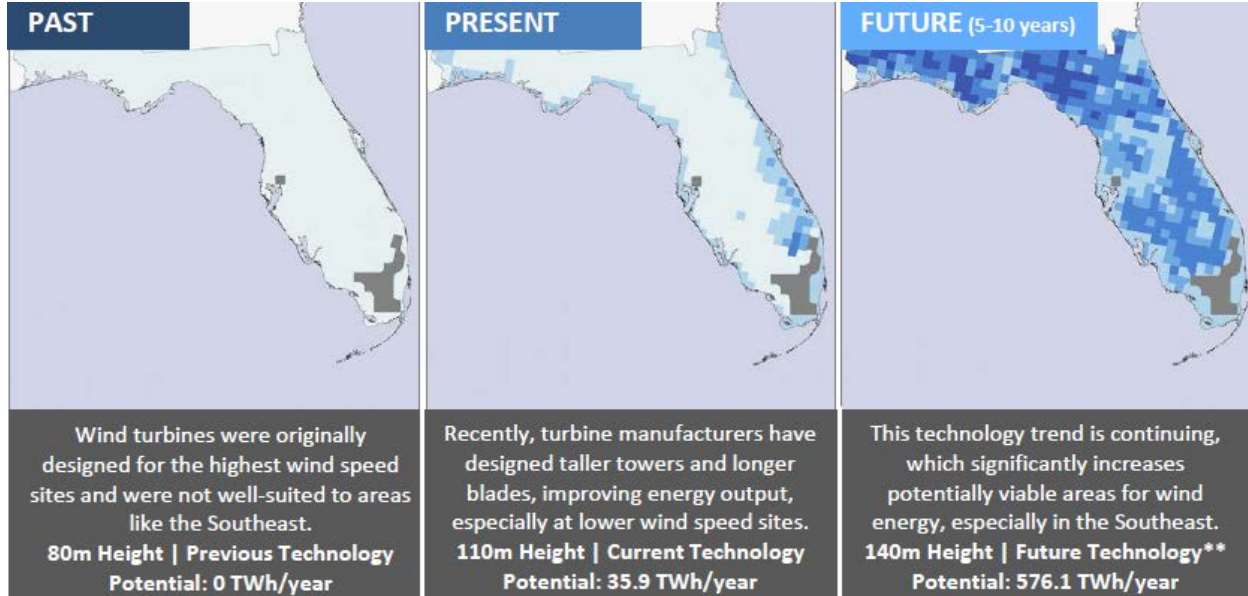 PAST
Wind turbines were originally
designed for the highest wind speed
sites and were not well-suited to areas
like the Southeast.
80m Height | Previous Technology
Potential: 0 TWh/year
PRESENT
Recently, turbine manufacturers have
designed taller towers and longer
blades, improving energy output,
especially at lower wind speed sites.
110m Height | Current Technology
Potential: 35.9 TWh/year
FUTURE (5-10 years)
This technology trend is continuing,
which significantly increases
potentially viable areas for wind
energy, especially in the Southeast.
140m Height | Future Technology**
Potential: 576.1 TWh/year